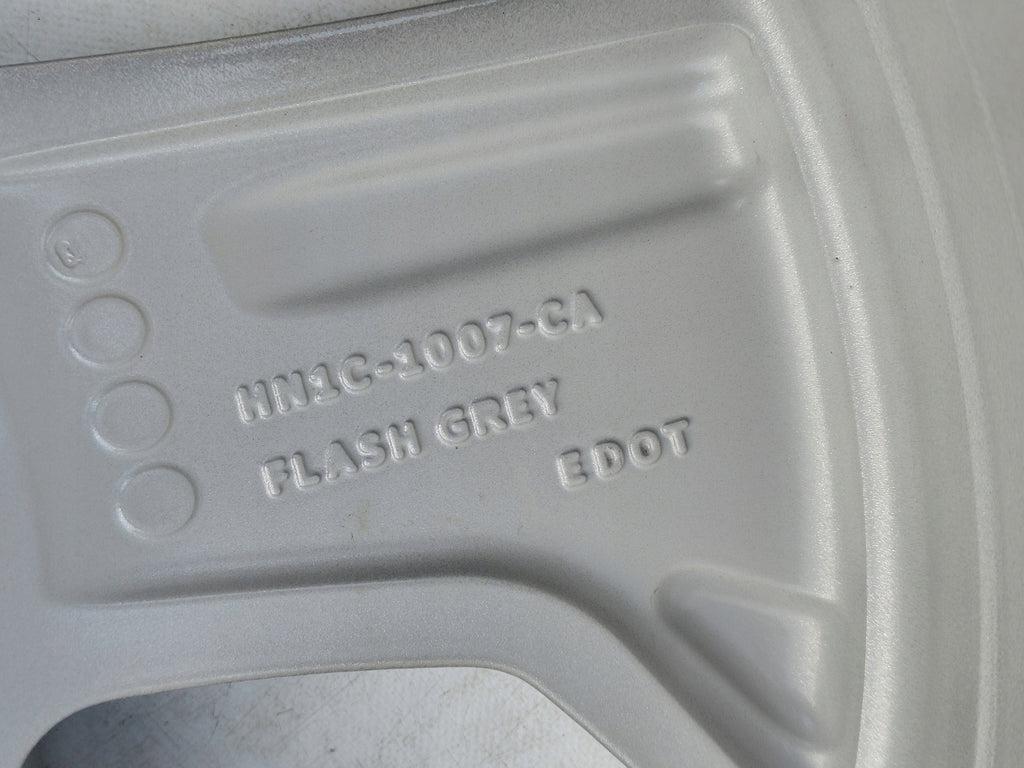 HN1C-1007-CA
FLASH GREY
EDOT